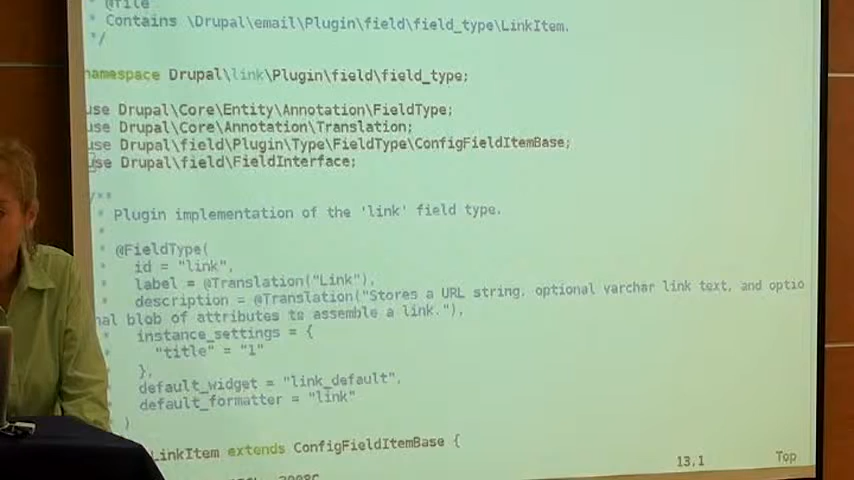 @file
* Contains \Drupal\email\Plugin\field\field_type\LinkItem.
*/
namespace Drupal\link\Plugin\field\field_type;
use Drupal\Core\Entity\Annotation\FieldType;
use Drupal\Core\Annotation\Translation;
use Drupal\field\Plugin\Type\FieldType\ConfigFieldItemBase;
use Drupal\field\FieldInterface;
/**
* Plugin implementation of the 'link' field type.
*
* @FieldType(
*   id = "link",
*   label = @Translation("Link"),
*   description = @Translation("Stores a URL string, optional varchar link text, and optio
nal blob of attributes to assemble a link."),
*   instance_settings = {
*     "title" = "1"
*   },
*   default_widget = "link_default",
*   default_formatter = "link"
* )
LinkItem extends ConfigFieldItemBase {
13,1 Top